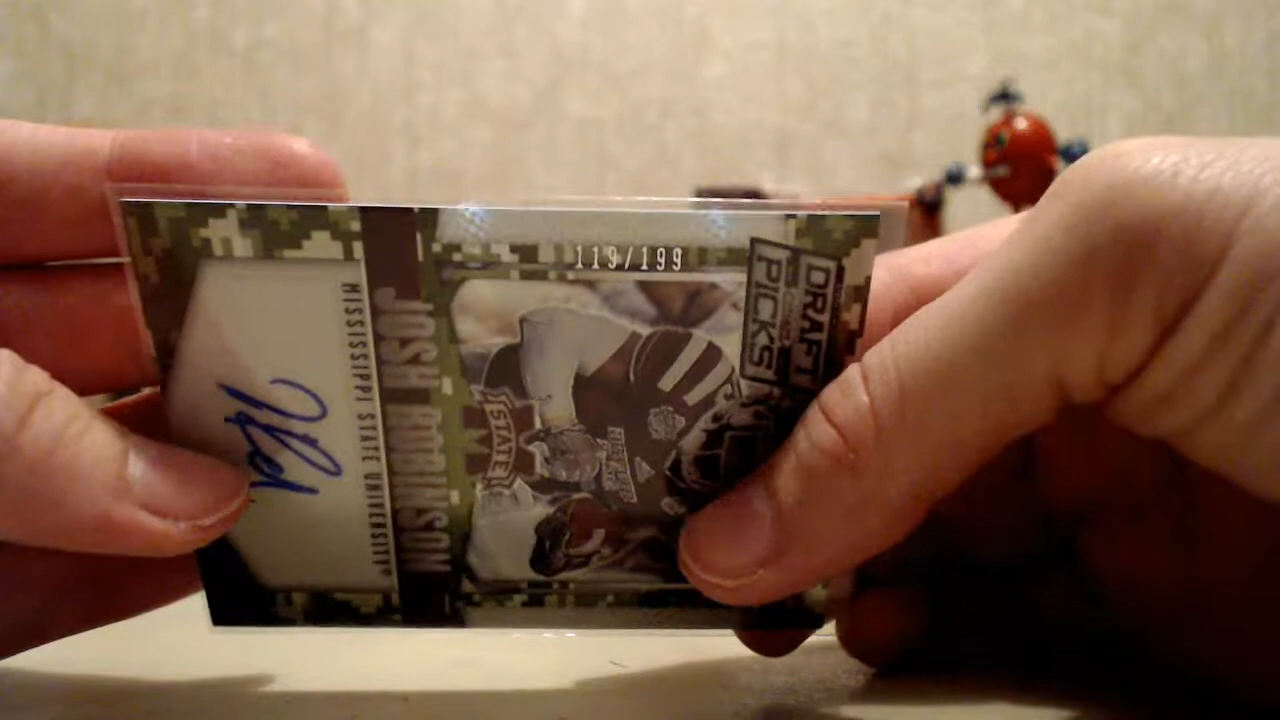 119/199
DRAFT
PICKS
JOSH ROBINSON
MISSISSIPPI STATE UNIVERSITY®
STATE